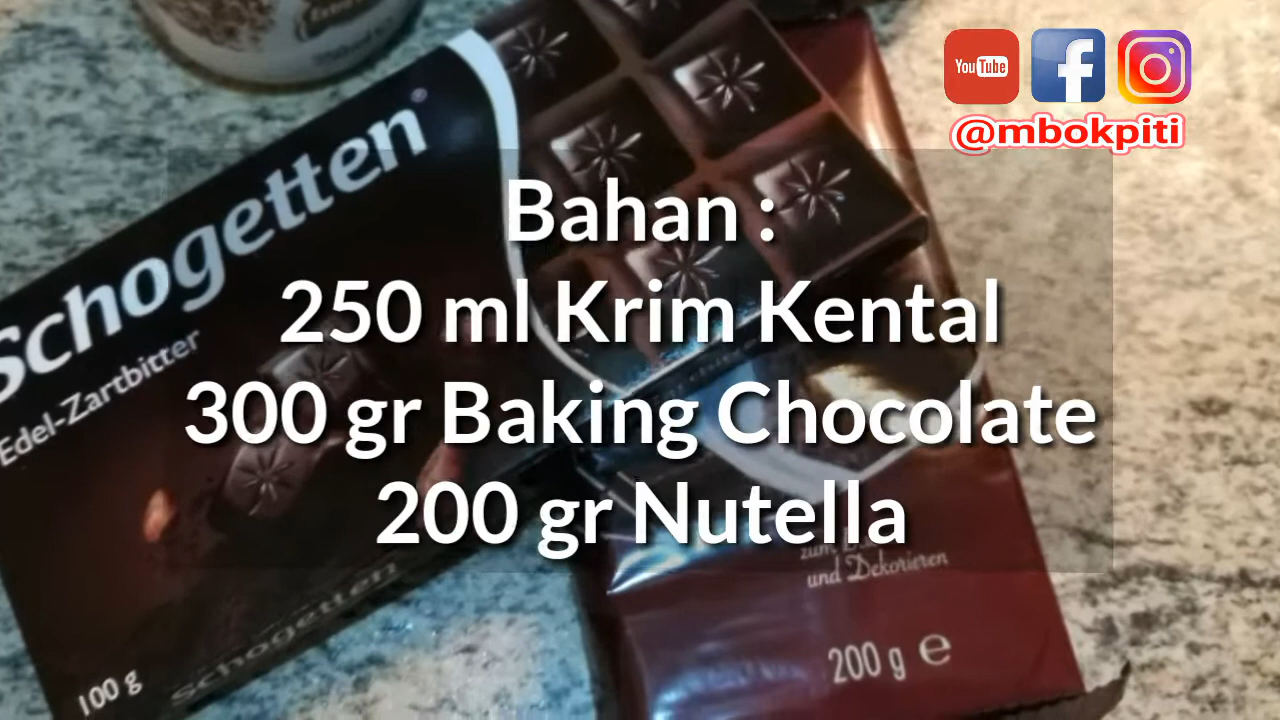 YouTube
@mbokpiti
Schogetten
Edel-Zartbitter
Bahan :
250 ml Krim Kental
300 gr Baking Chocolate
200 gr Nutella
und Dekorieren
schogetten
100 g
200 g e